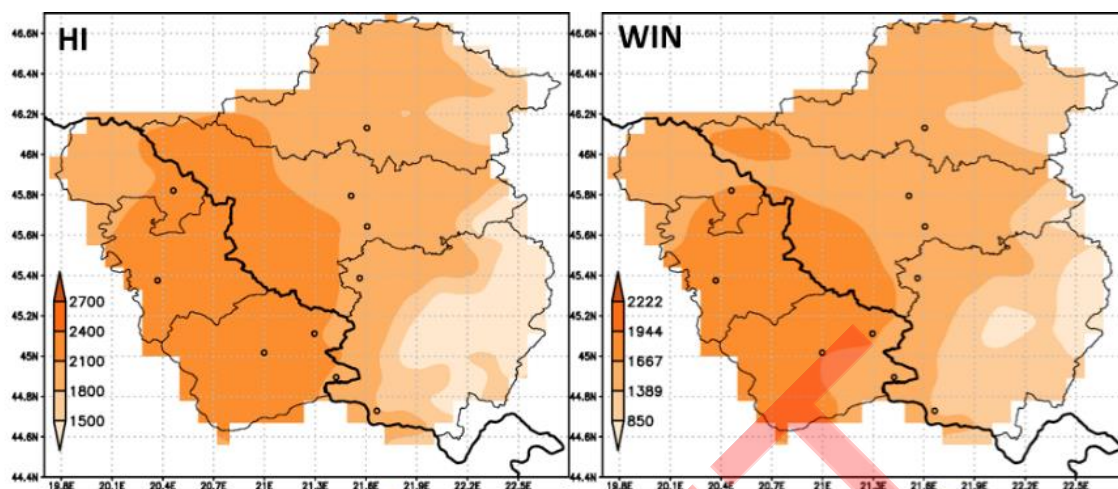 HI
46.6N
46.4N
46.2N
46N
45.8N
45.6N
45.4N
45.2N
45N
44.8N
44.6N
44.4N
2700
2400
2100
1800
1500
19.8E 20.1E 20.4E 20.7E 21E 21.3E 21.6E 21.9E 22.2E 22.5E
WIN
46.6N
46.4N
46.2N
46N
45.8N
45.6N
45.4N
45.2N
45N
44.8N
44.6N
44.4N
2222
1944
1667
1389
850
19.8E 20.1E 20.4E 20.7E 21E 21.3E 21.6E 21.9E 22.2E 22.5E